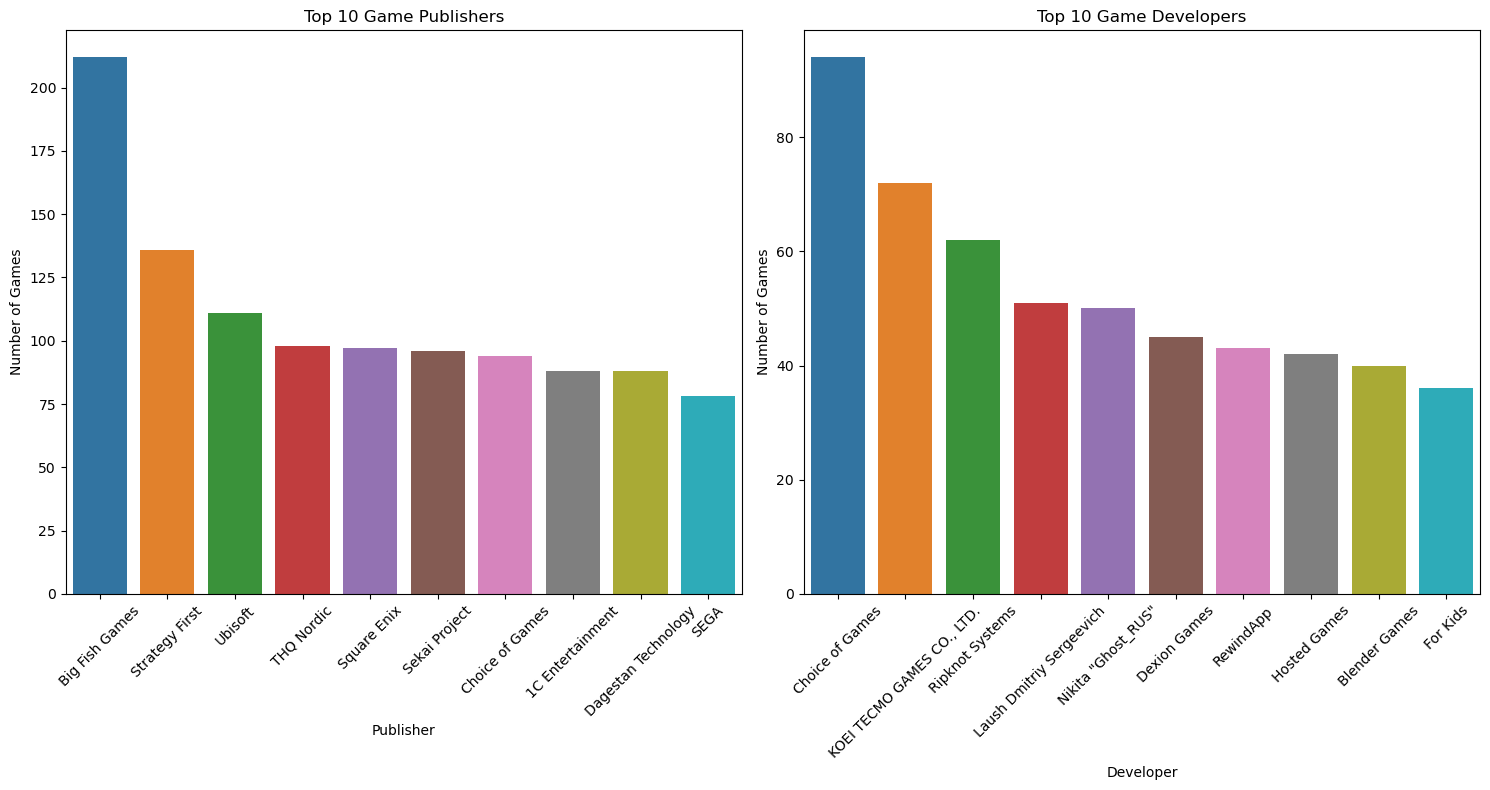 Top 10 Game Publishers
Number of Games
200
175
150
125
100
75
50
25
0
Big Fish Games
Strategy First
Ubisoft
THQ Nordic
Square Enix
Sekai Project
Choice of Games
1C Entertainment
Dagestan Technology
SEGA
Publisher
Top 10 Game Developers
Number of Games
80
60
40
20
0
Choice of Games
KOEI TECMO GAMES CO., LTD.
Ripknot Systems
Laush Dmitriy Sergeevich
Nikita "Ghost_RUS"
Dexion Games
RewindApp
Hosted Games
Blender Games
For Kids
Developer